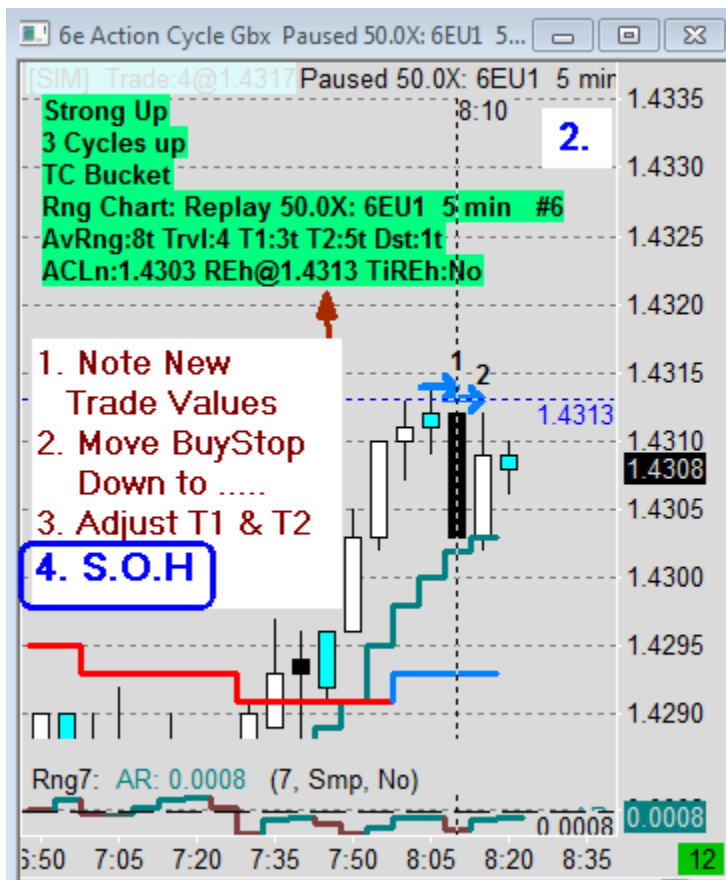 6e Action Cycle Gbx Paused 50.0X: 6EU1 5...
[SIM] Trade:4@1.4317 Paused 50.0X: 6EU1 5 min
8:10
Strong Up
3 Cycles up
TC Bucket
Rng Chart: Replay 50.0X: 6EU1 5 min #6
AvRng:8t Trvl:4 T1:3t T2:5t Dst:1t
ACLn:1.4303 REh@1.4313 TiREh:No
2.
1. Note New
Trade Values
2. Move BuyStop
Down to .....
3. Adjust T1 & T2
4. S.O.H
1
2
1.4313
1.4335
1.4330
1.4325
1.4320
1.4315
1.4310
1.4308
1.4305
1.4300
1.4295
1.4290
Rng7: AR: 0.0008 (7, Smp, No)
0.0008
0.0008
5:50 7:05 7:20 7:35 7:50 8:05 8:20 8:35 12